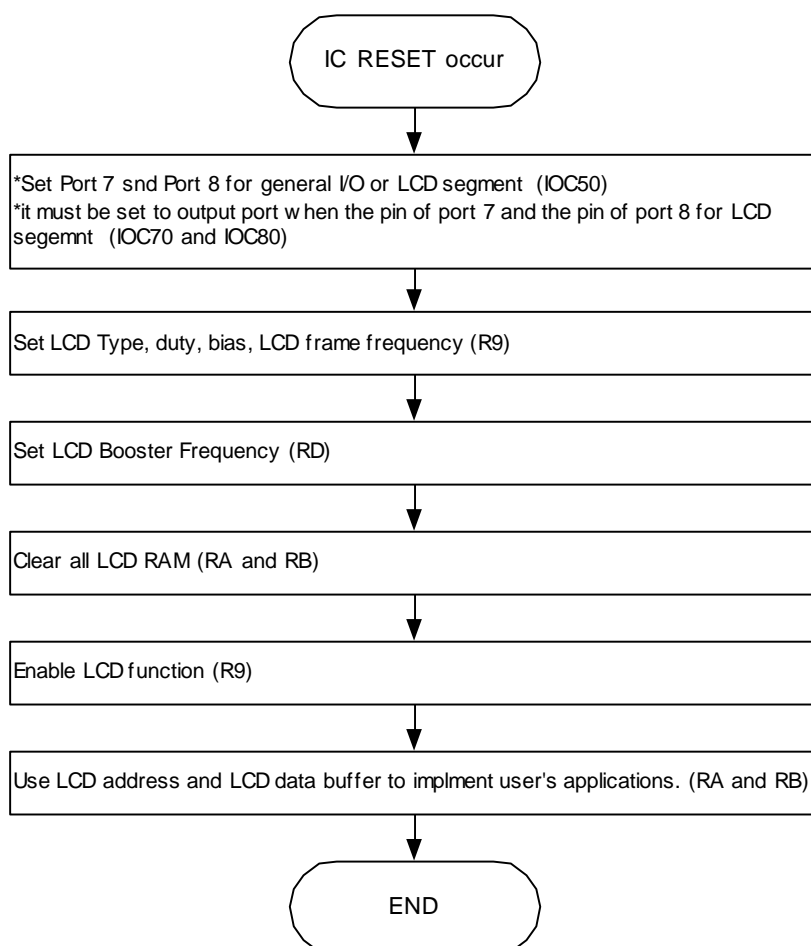 IC RESET occur
*Set Port 7 snd Port 8 for general I/O or LCD segment (IOC50)
*it must be set to output port when the pin of port 7 and the pin of port 8 for LCD
segemnt (IOC70 and IOC80)
Set LCD Type, duty, bias, LCD frame frequency (R9)
Set LCD Booster Frequency (RD)
Clear all LCD RAM (RA and RB)
Enable LCD function (R9)
Use LCD address and LCD data buffer to implment user's applications. (RA and RB)
END